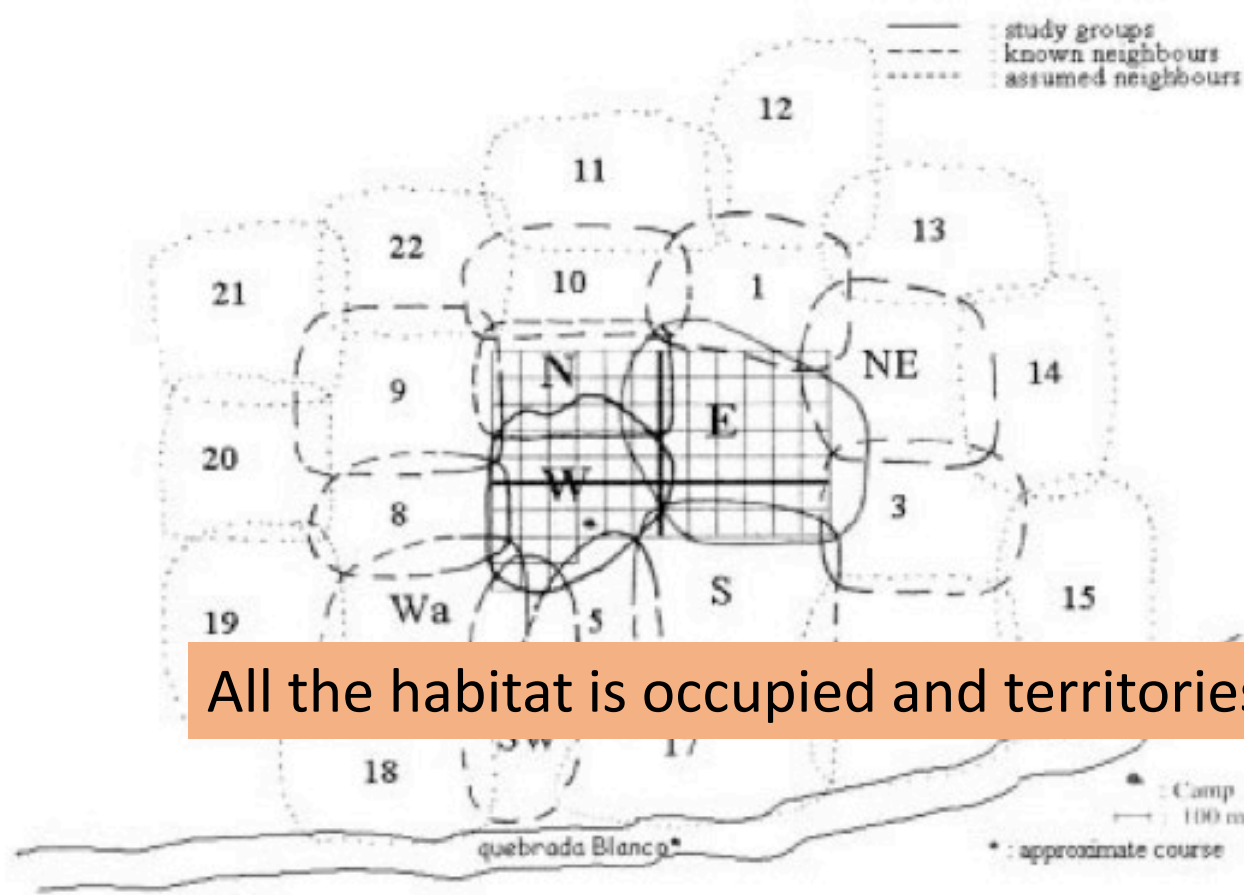 : study groups
: known neighbours
: assumed neighbours
12
11
13
22
10
1
21
N
NE
9
E
14
20
W
8
3
Wa
S
5
15
19
All the habitat is occupied and territories
SW
17
18
: Camp
100 m
quebrada Blanco*
* : approximate course